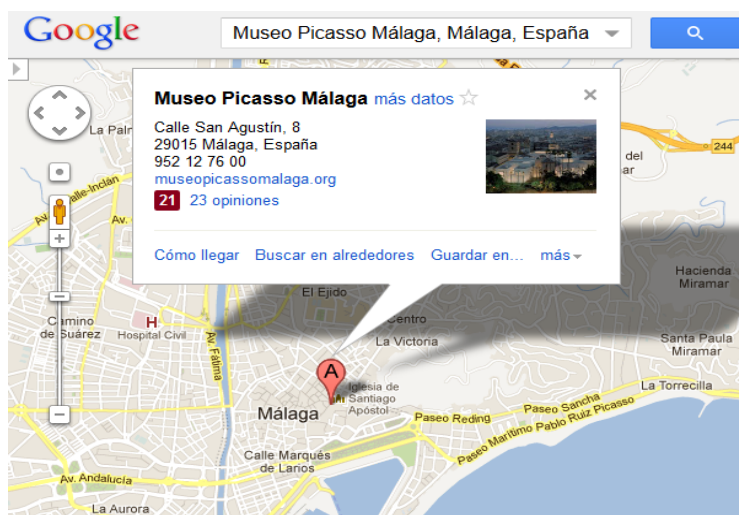 Google
Museo Picasso Málaga, Málaga, España
Museo Picasso Málaga más datos
Calle San Agustín, 8
29015 Málaga, España
952 12 76 00
museopicassomalaga.org
21 23 opiniones
Cómo llegar Buscar en alrededores Guardar en... más
La Palm
244
del
ar
Av.
alle-Inclán
Av.
El Ejido
Hacienda
Miramar
Camino
de Suárez
H
Hospital Civil
Av. Fátima
Centro
La Victoria
Santa Paula
Miramar
A
Iglesia de
Santiago
Apóstol
La Torrecilla
Málaga
Paseo Reding
Paseo Sancha
Paseo Marítimo Pablo Ruiz Picasso
Calle Marqués
de Larios
Av. Andalucía
La Aurora